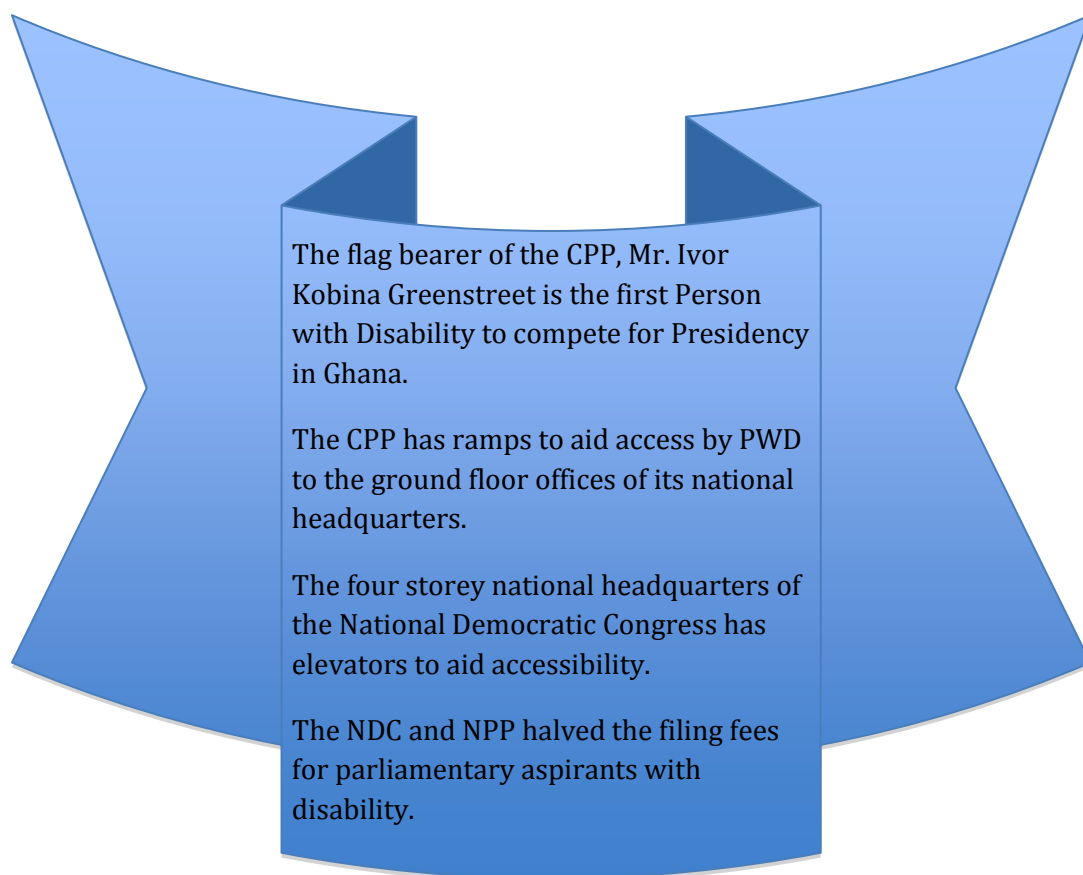 The flag bearer of the CPP, Mr. Ivor
Kobina Greenstreet is the first Person
with Disability to compete for Presidency
in Ghana.
The CPP has ramps to aid access by PWD
to the ground floor offices of its national
headquarters.
The four storey national headquarters of
the National Democratic Congress has
elevators to aid accessibility.
The NDC and NPP halved the filing fees
for parliamentary aspirants with
disability.